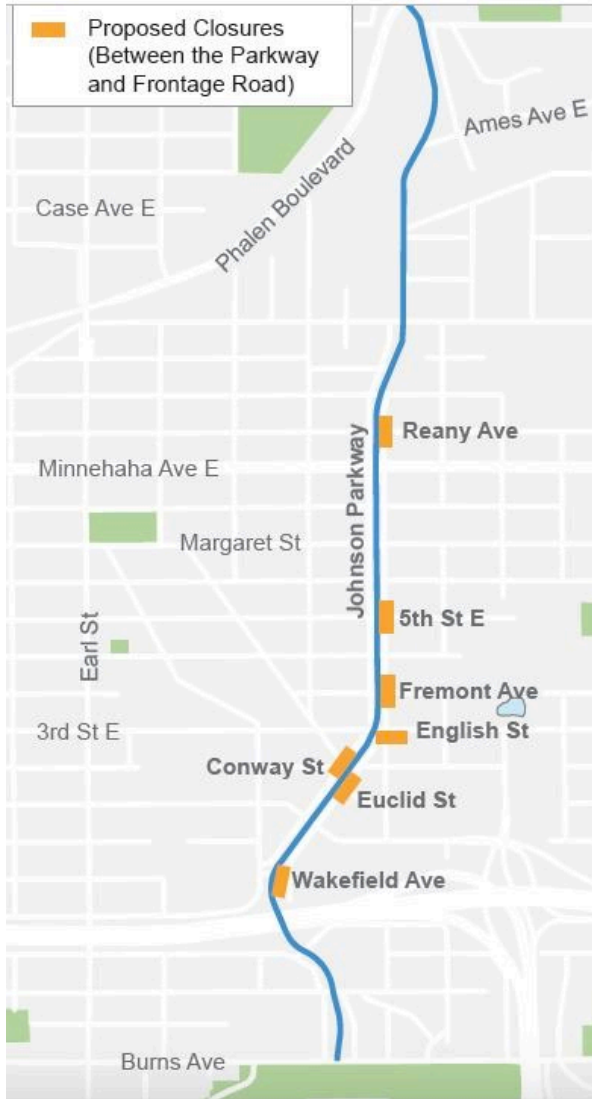 Proposed Closures
(Between the Parkway
and Frontage Road)
Ames Ave E
Phalen Boulevard
Case Ave E
Reany Ave
Johnson Parkway
Minnehaha Ave E
Margaret St
5th St E
Earl St
Fremont Ave
English St
3rd St E
Conway St
Euclid St
Wakefield Ave
Burns Ave